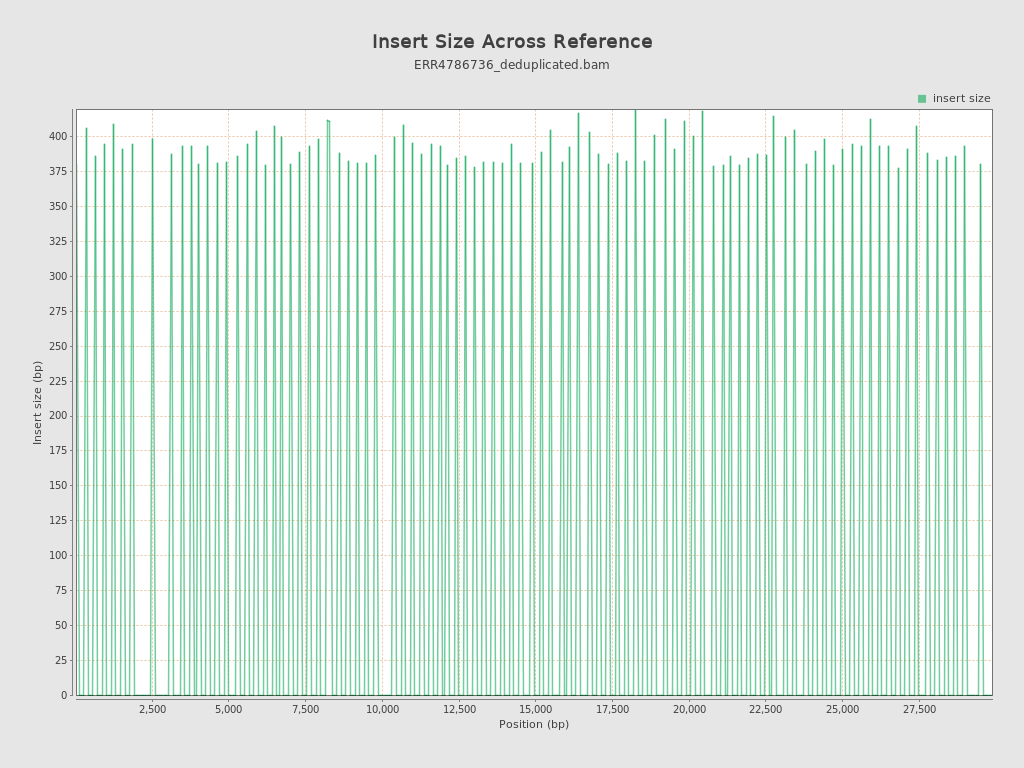 Insert Size Across Reference
ERR4786736_deduplicated.bam
insert size
Insert size (bp)
400
375
350
325
300
275
250
225
200
175
150
125
100
75
50
25
0
2,500 5,000 7,500 10,000 12,500 15,000 17,500 20,000 22,500 25,000 27,500
Position (bp)